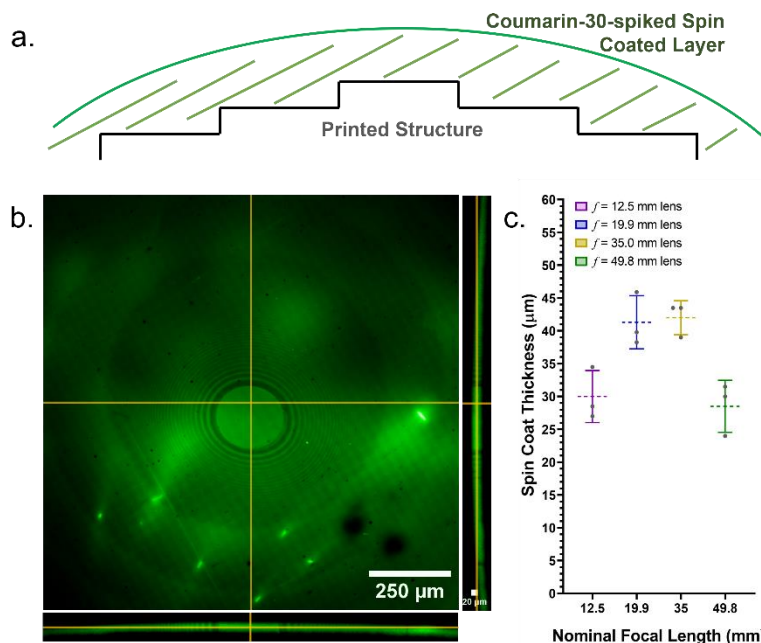 a.
Coumarin-30-spiked Spin
Coated Layer
Printed Structure
b.
250 µm
20 µm
c.
f = 12.5 mm lens
f = 19.9 mm lens
f = 35.0 mm lens
f = 49.8 mm lens
Spin Coat Thickness (µm)
60
55
50
45
40
35
30
25
20
15
10
5
0
12.5 19.9 35 49.8
Nominal Focal Length (mm)